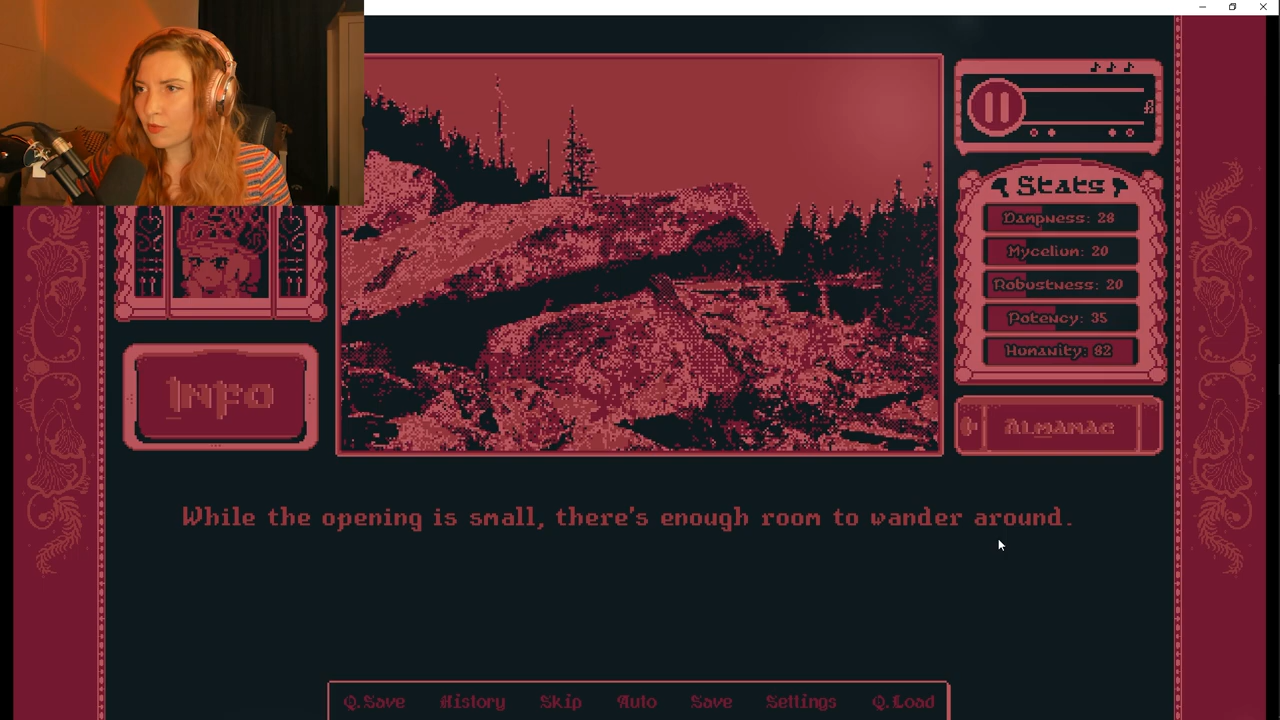 Stats
Dampness: 28
Mycelium: 20
Robustness: 20
Potency: 35
Humanity: 82
Info
Almanac
While the opening is small, there's enough room to wander around.
Q.Save History Skip Auto Save Settings Q.Load